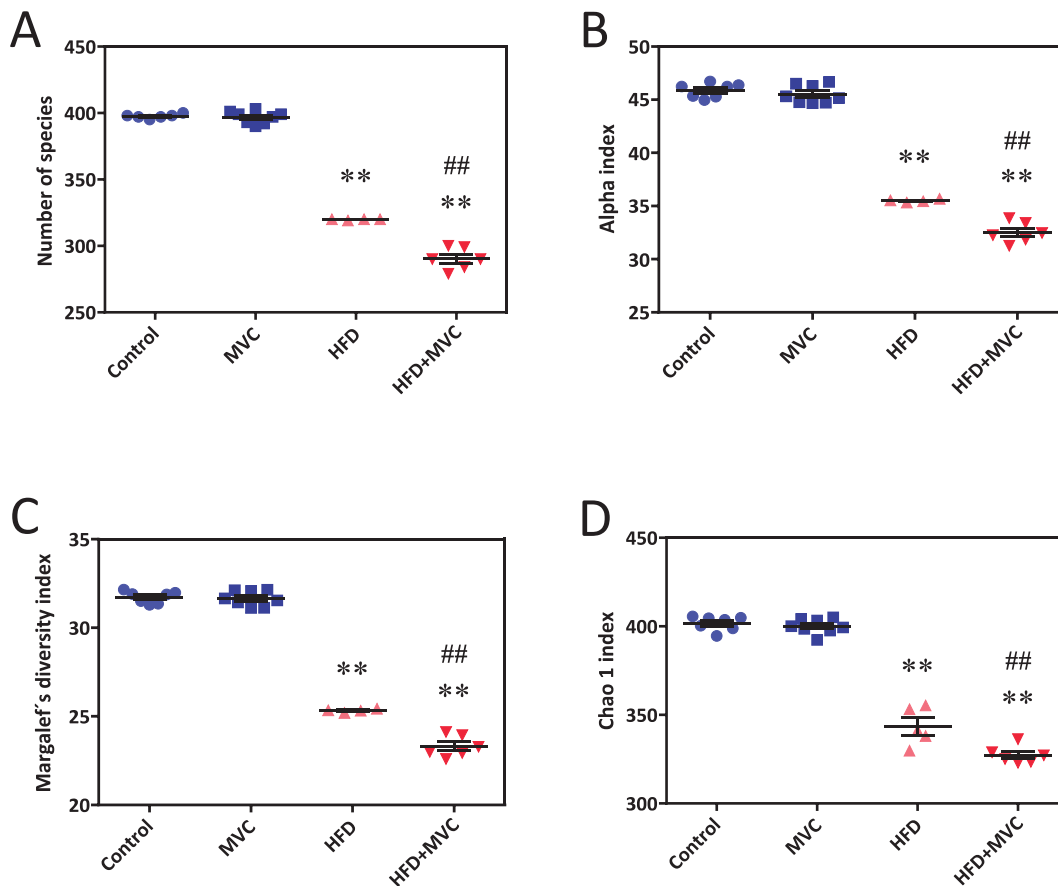 A
Number of species
450
400
350
300
250
**
##
**
Control
MVC
HFD
HFD+MVC
B
Alpha index
50
45
40
35
30
25
**
##
**
Control
MVC
HFD
HFD+MVC
C
Margalef´s diversity index
35
30
25
20
**
##
**
Control
MVC
HFD
HFD+MVC
D
Chao 1 index
450
400
350
300
**
##
**
Control
MVC
HFD
HFD+MVC